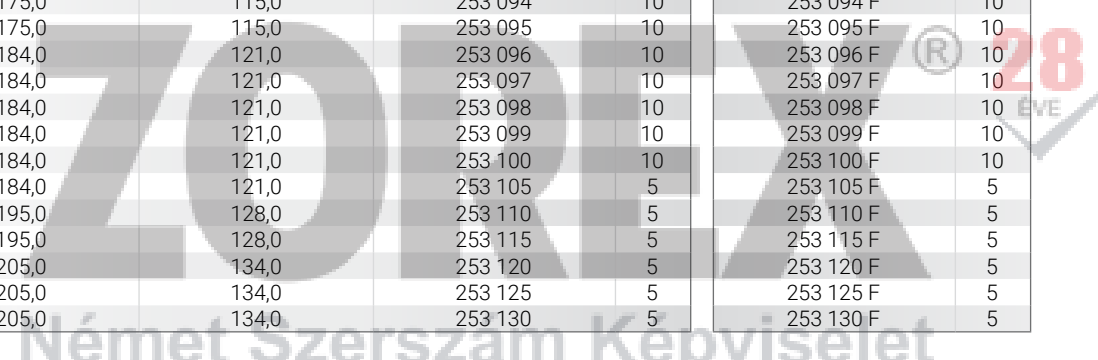 175,0 115,0 253 094 10 253 094 F 10
175,0 115,0 253 095 10 253 095 F 10
184,0 121,0 253 096 10 253 096 F 10
184,0 121,0 253 097 10 253 097 F 10
184,0 121,0 253 098 10 253 098 F 10
184,0 121,0 253 099 10 253 099 F 10
184,0 121,0 253 100 10 253 100 F 10
184,0 121,0 253 105 5 253 105 F 5
195,0 128,0 253 110 5 253 110 F 5
195,0 128,0 253 115 5 253 115 F 5
205,0 134,0 253 120 5 253 120 F 5
205,0 134,0 253 125 5 253 125 F 5
205,0 134,0 253 130 5 253 130 F 5
ZOREX®
28
ÉVE
Német Szerszám Képviselet